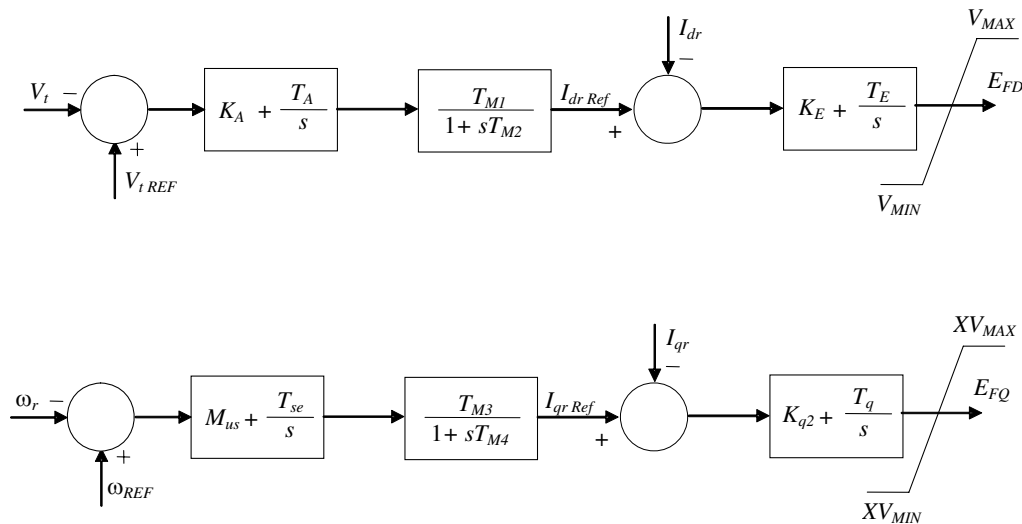 V_MAX
I_dr
−
V_t −
K_A + T_A/s
T_M1/(1 + sT_M2)
I_dr Ref
+
K_E + T_E/s
E_FD
+
V_t REF
V_MIN
XV_MAX
I_qr
−
ω_r −
M_us + T_se/s
T_M3/(1 + sT_M4)
I_qr Ref
+
K_q2 + T_q/s
E_FQ
+
ω_REF
XV_MIN